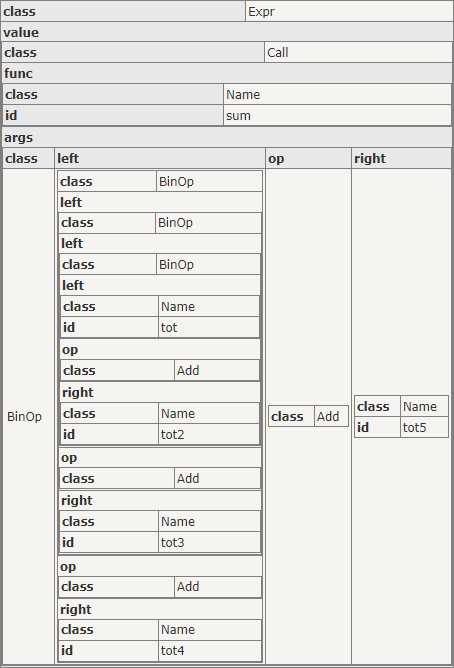 class Expr
value
class Call
func
class Name
id sum
args
class left op right
BinOp
class BinOp
left
class BinOp
left
class BinOp
left
class Name
id tot
op
class Add
right
class Name
id tot2
op
class Add
right
class Name
id tot3
op
class Add
right
class Name
id tot4
class Add
class Name
id tot5